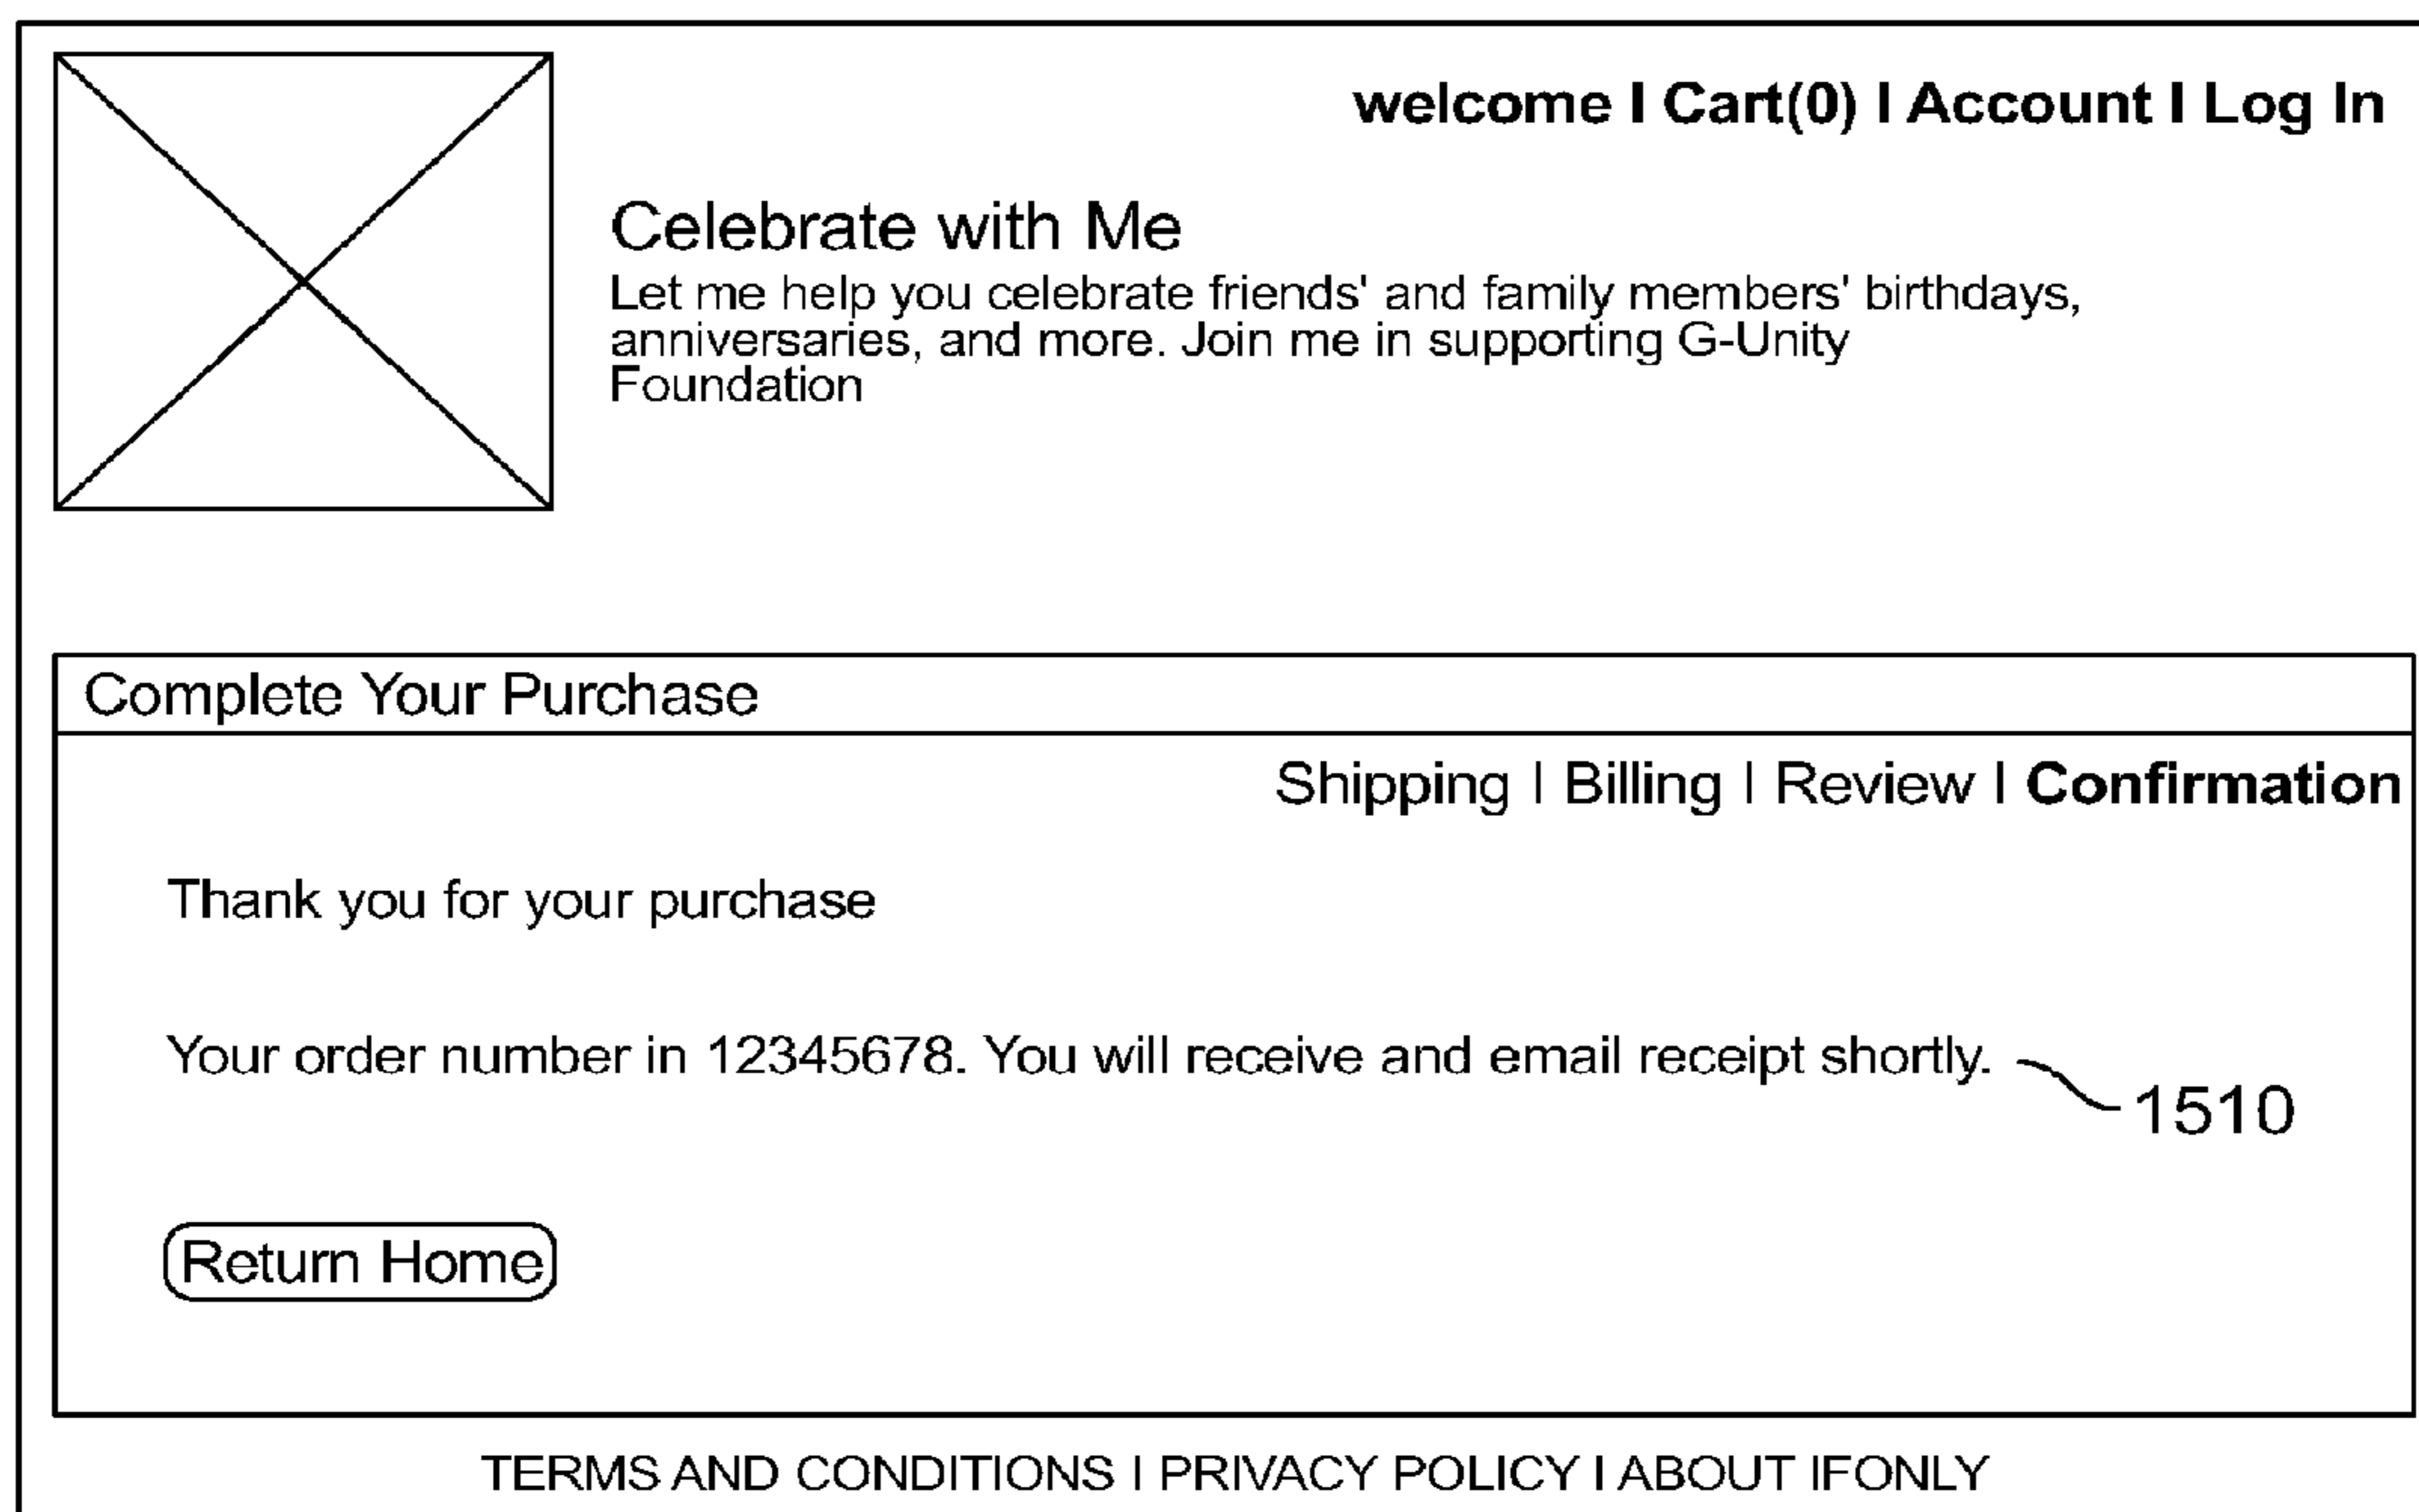 welcome I Cart(0) I Account I Log In
Celebrate with Me
Let me help you celebrate friends' and family members' birthdays,
anniversaries, and more. Join me in supporting G-Unity
Foundation
Complete Your Purchase
Shipping I Billing I Review I Confirmation
Thank you for your purchase
Your order number in 12345678. You will receive and email receipt shortly.
1510
Return Home
TERMS AND CONDITIONS I PRIVACY POLICY I ABOUT IFONLY